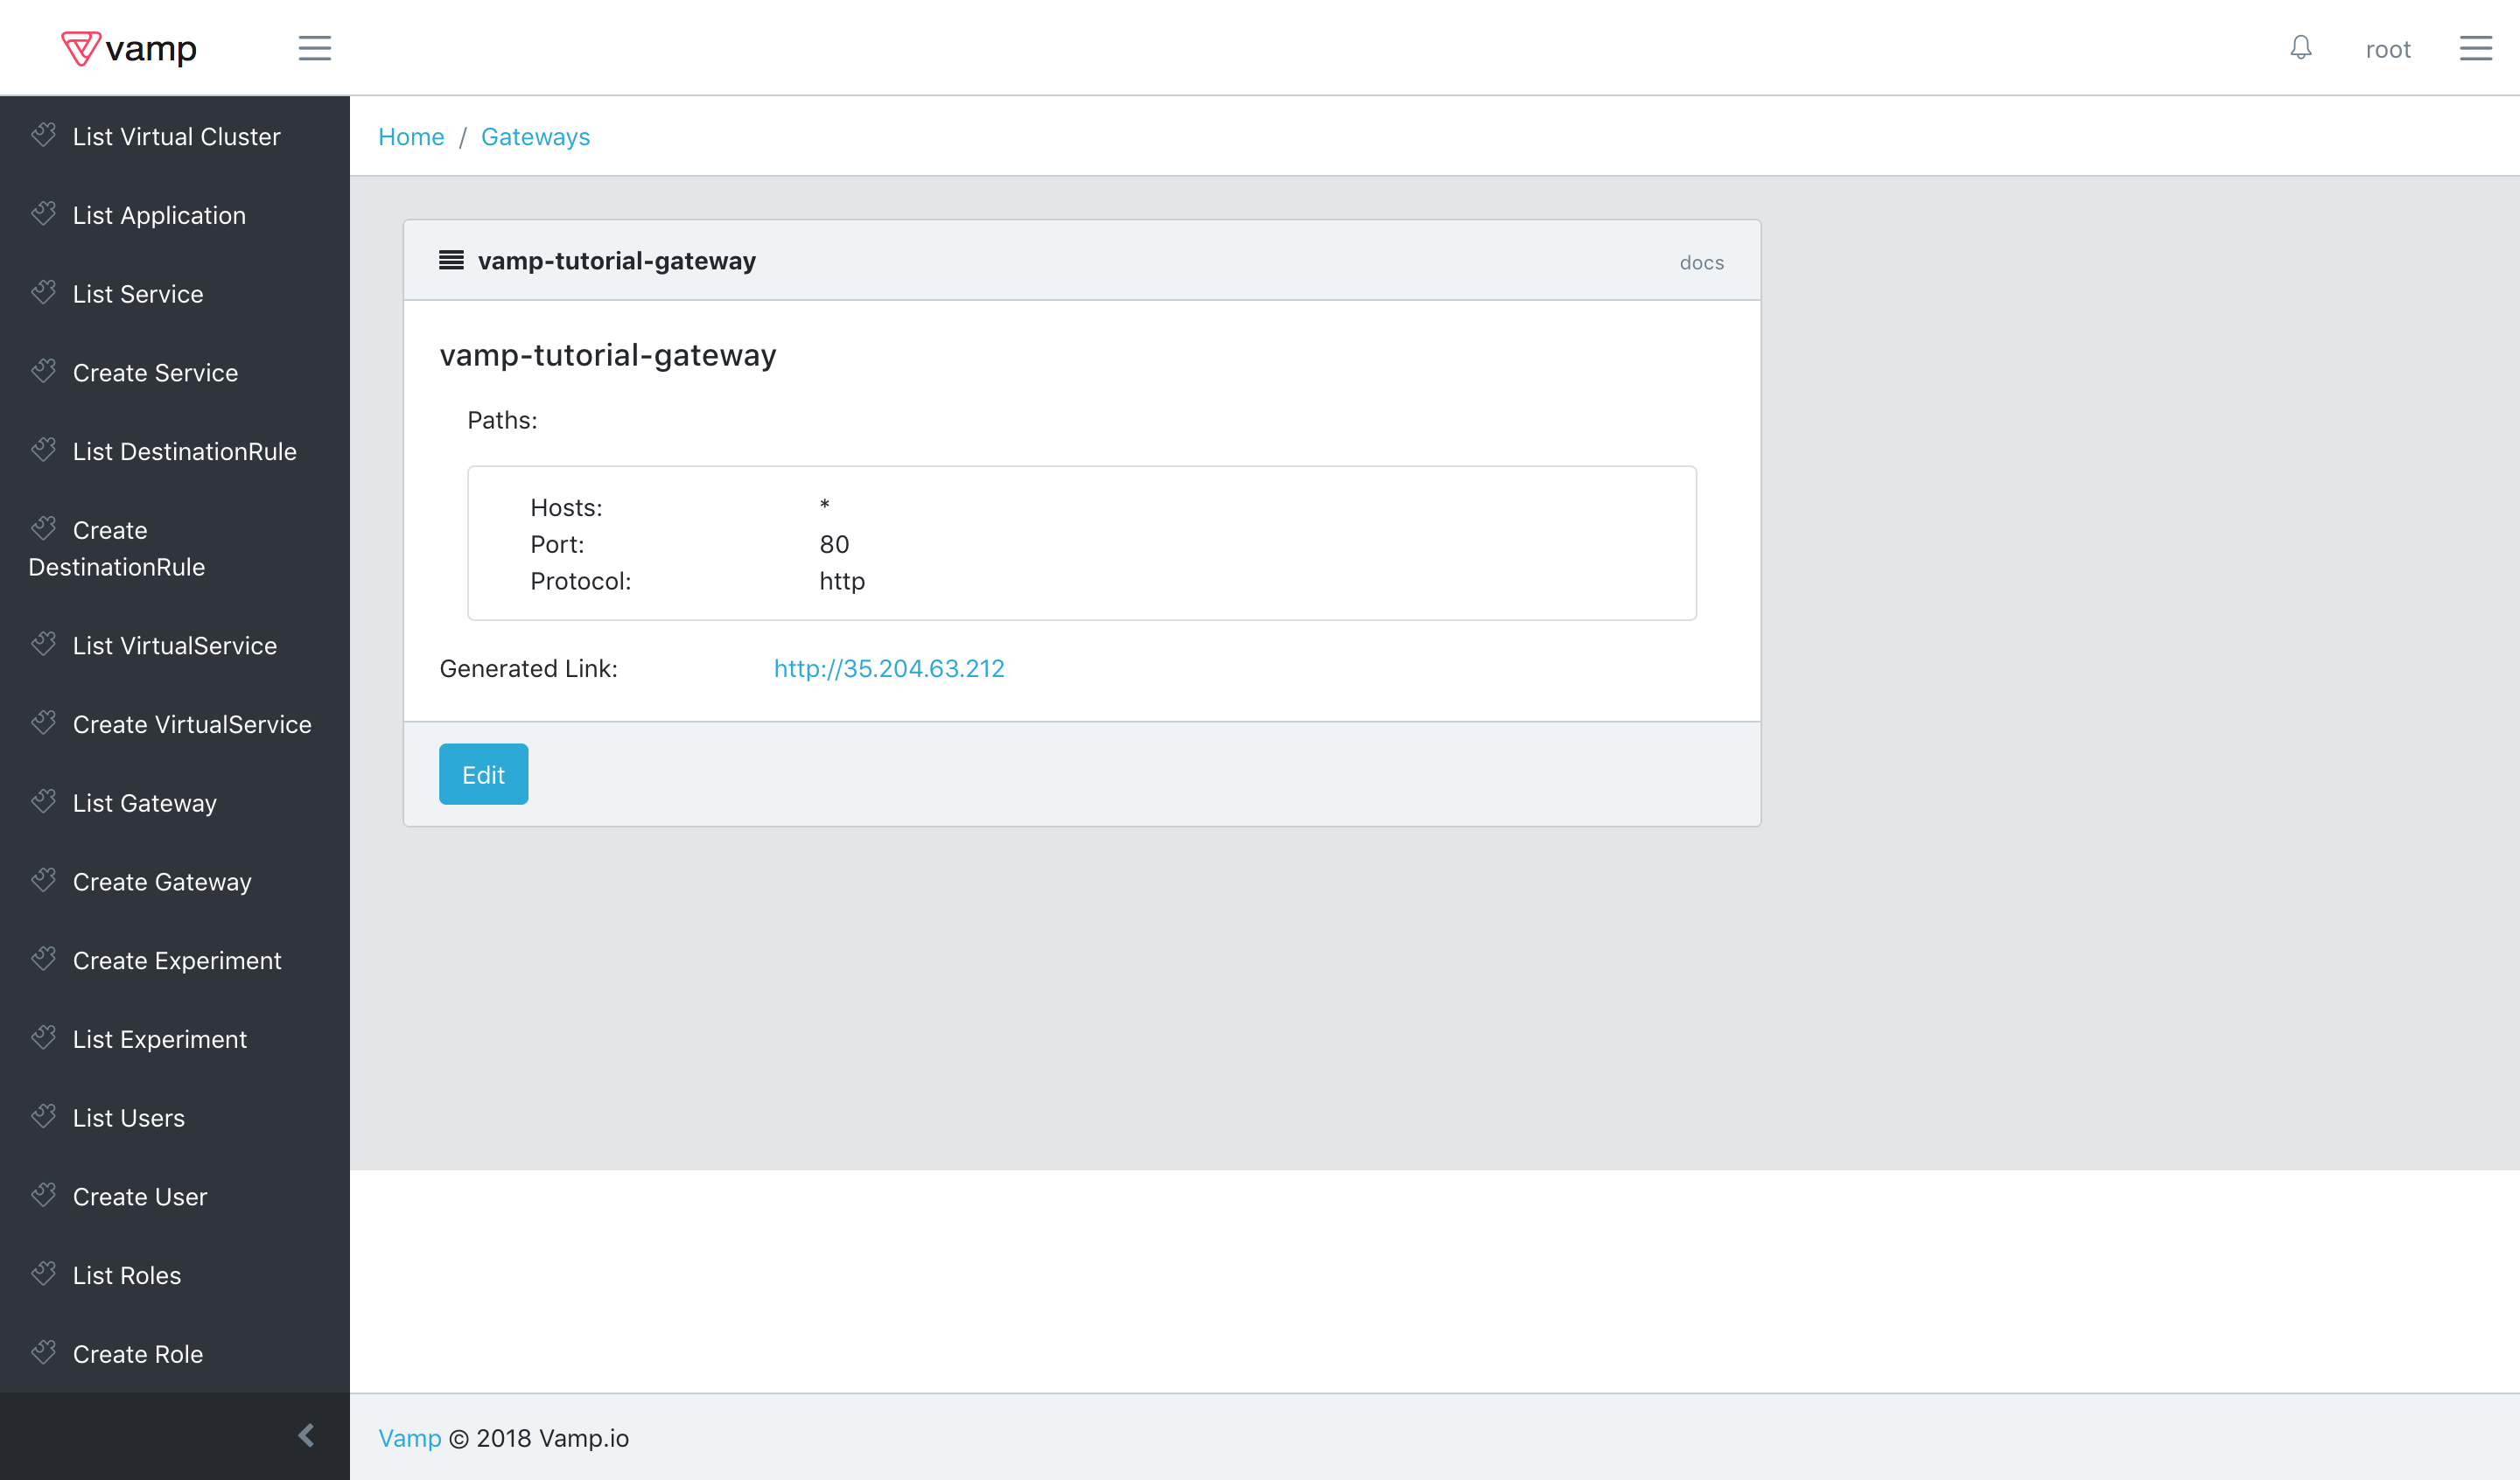 vamp
root
List Virtual Cluster
List Application
List Service
Create Service
List DestinationRule
Create
DestinationRule
List VirtualService
Create VirtualService
List Gateway
Create Gateway
Create Experiment
List Experiment
List Users
Create User
List Roles
Create Role
Home / Gateways
vamp-tutorial-gateway docs
vamp-tutorial-gateway
Paths:
Hosts: *
Port: 80
Protocol: http
Generated Link: http://35.204.63.212
Edit
Vamp © 2018 Vamp.io